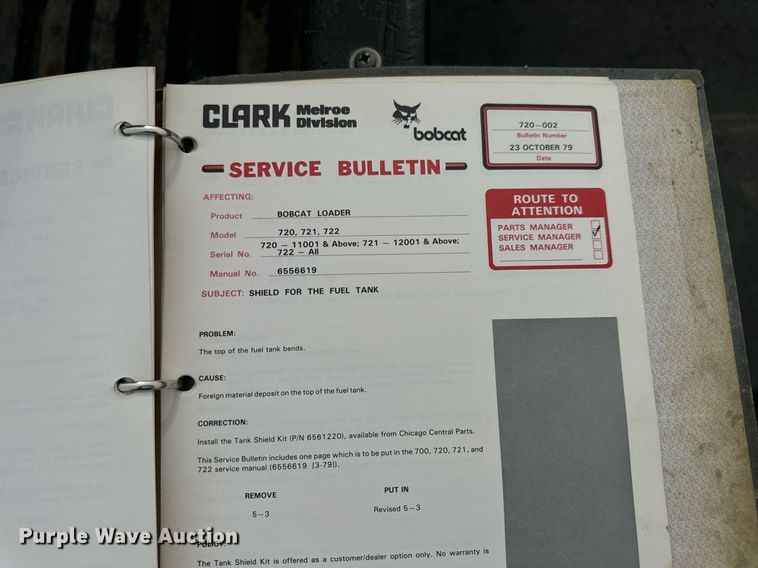 CLARK Melroe Division
bobcat
720-002
Bulletin Number
23 OCTOBER 79
Date
SERVICE BULLETIN
ROUTE TO ATTENTION
PARTS MANAGER
SERVICE MANAGER
SALES MANAGER
AFFECTING:
Product BOBCAT LOADER
Model 720, 721, 722
720 – 11001 & Above; 721 – 12001 & Above;
Serial No. 722 – All
Manual No. 6556619
SUBJECT: SHIELD FOR THE FUEL TANK
PROBLEM:
The top of the fuel tank bends.
CAUSE:
Foreign material deposit on the top of the fuel tank.
CORRECTION:
Install the Tank Shield Kit (P/N 6561220), available from Chicago Central Parts.
This Service Bulletin includes one page which is to be put in the 700, 720, 721, and
722 service manual (6556619 [3-79]).
REMOVE PUT IN
5–3 Revised 5–3
POLICY:
The Tank Shield Kit is offered as a customer/dealer option only. No warranty is
Purple Wave Auction